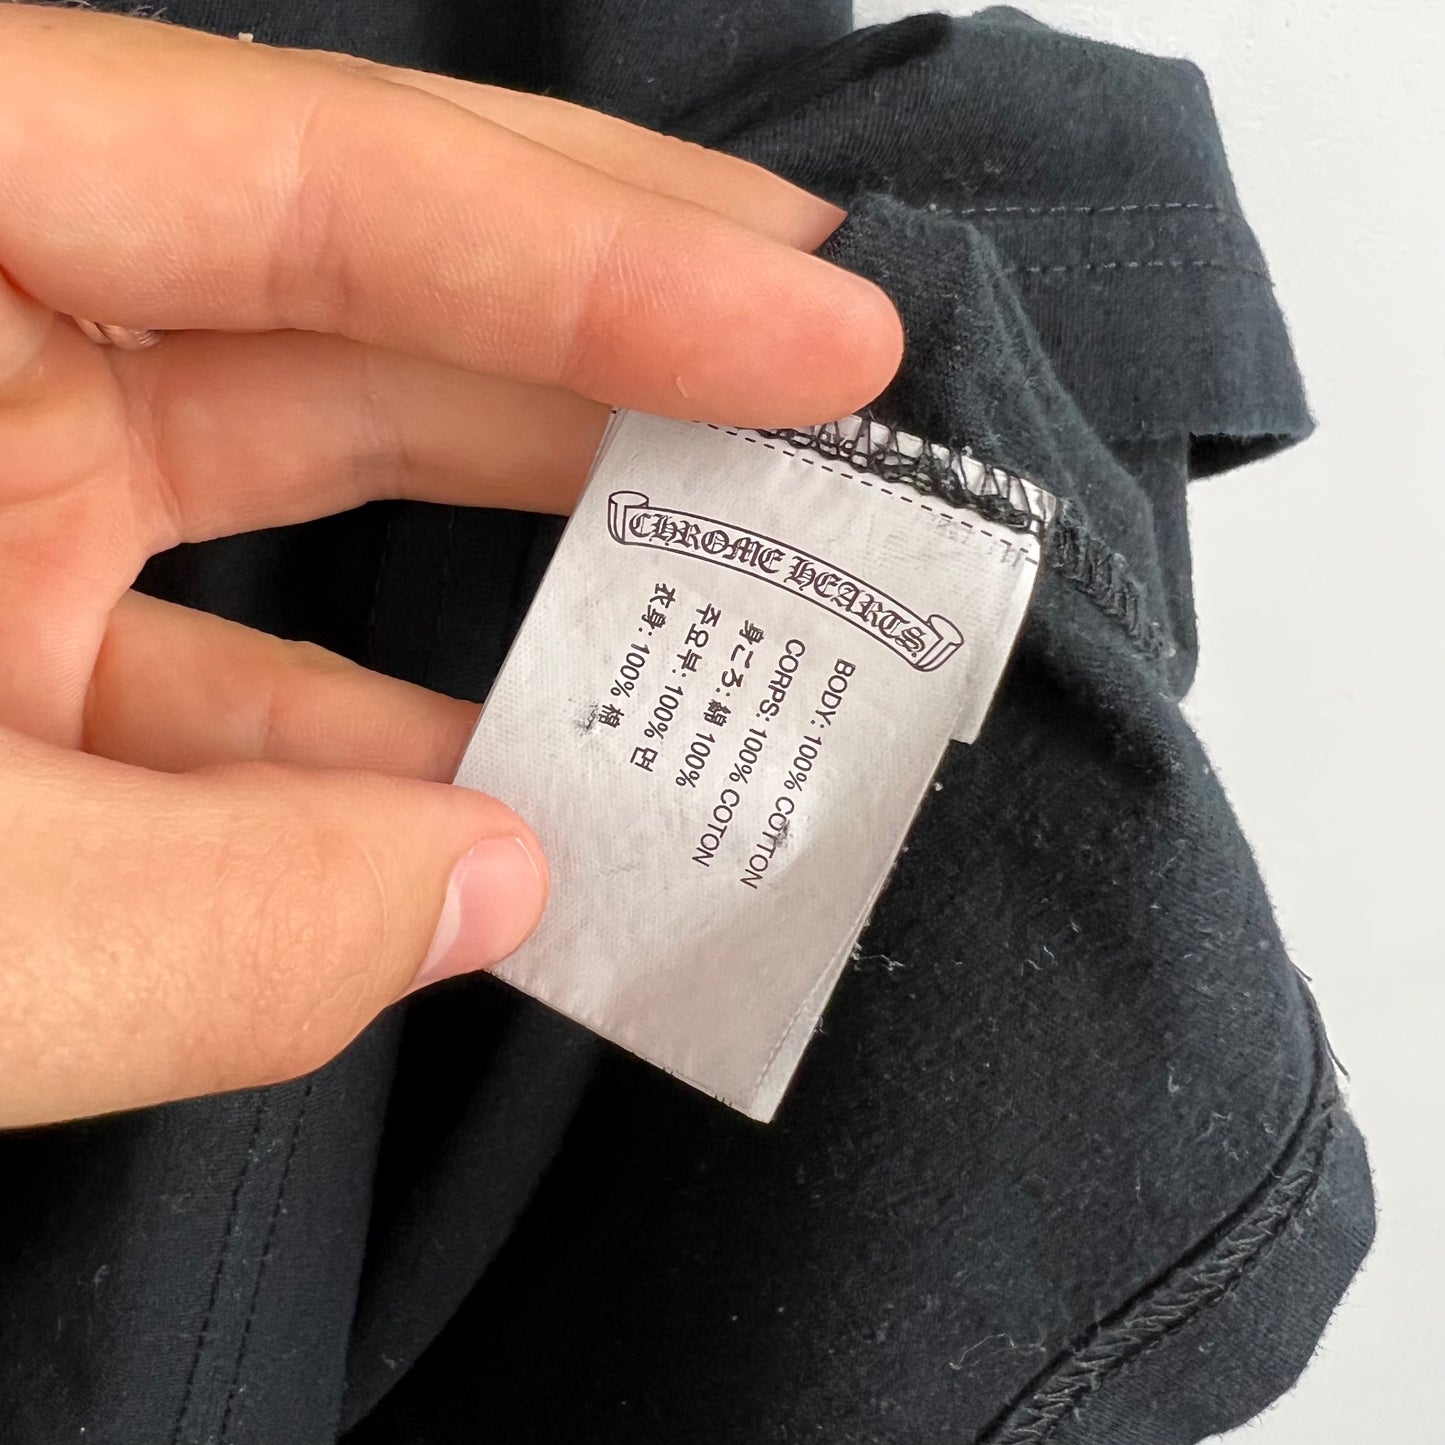 CHROME HEARTS
BODY: 100% COTTON
CORPS: 100% COTON
身ごろ: 綿 100%
주요부: 100% 면
衣身: 100% 棉